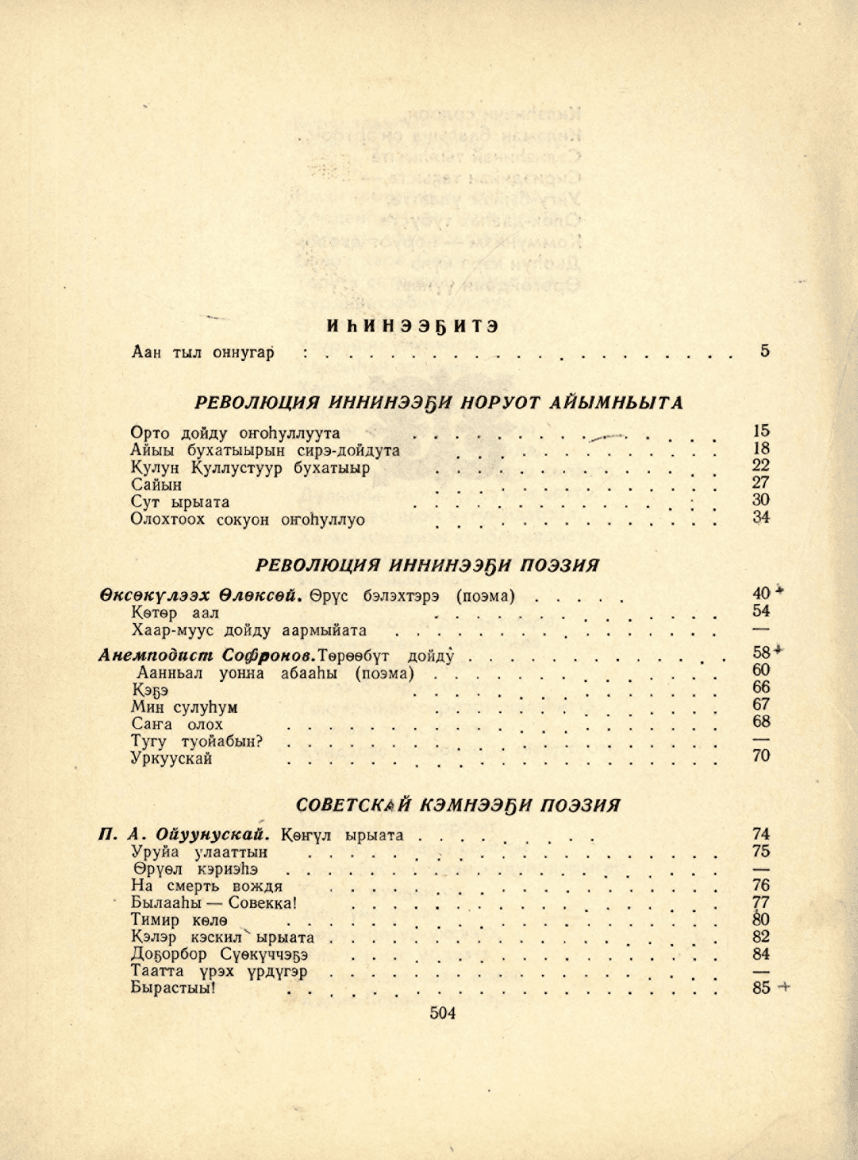 ИҺИНЭЭҔИТЭ
Аан тыл оннугар : . . . . . . . . . . . . . . . . . . . 5
РЕВОЛЮЦИЯ ИННИНЭЭҔИ НОРУОТ АЙЫМНЬЫТА
Орто дойду оҥоһуллуута . . . . . . . . . . . . . . 15
Айыы бухатыырын сирэ-дойдута . . . . . . . . . . . . 18
Кулун Куллустуур бухатыыр . . . . . . . . . . . . . 22
Сайын . . . . . . . . . . . . . 27
Сут ырыата . . . . . . . . . . . . . . 30
Олохтоох сокуон оҥоһуллуо . . . . . . . . . . . . . 34
РЕВОЛЮЦИЯ ИННИНЭЭҔИ ПОЭЗИЯ
Өксөкүлээх Өлөксөй. Өрүс бэлэхтэрэ (поэма) . . . . . 40 +
Көтөр аал . . . . . . . . . . . . . 54
Хаар-муус дойду аармыйата . . . . . . . . . . . . . . . —
Анемподист Софронов. Төрөөбүт дойду . . . . . . . . . . . . 58 +
Аанньал уонна абааһы (поэма) . . . . . . . . . . . . . 60
Кэҕэ . . . . . . . . . . . . . . 66
Мин сулуһум . . . . . . . . . . . . . 67
Саҥа олох . . . . . . . . . . . . . . . . . . . . 68
Тугу туойабын? . . . . . . . . . . . . . . . . . . . . —
Уркуускай . . . . . . . . . . . . . . . . . . . . 70
СОВЕТСКАЙ КЭМНЭЭҔИ ПОЭЗИЯ
П. А. Ойуунускай. Көҥүл ырыата . . . . . . . . . 74
Уруйа улааттын . . . . . . . . . . . . . . . . . . . 75
Өрүөл кэриэһэ . . . . . . . . . . . . . . . . . . . . —
На смерть вождя . . . . . . . . . . . . . . . . . . 76
Былааһы — Совекка! . . . . . . . . . . . . . . . . . 77
Тимир көлө . . . . . . . . . . . . . . . . . . . . 80
Кэлэр кэскил ырыата . . . . . . . . . . . . . . . . . . 82
Доҕорбор Сүөкүччэҕэ . . . . . . . . . . . . . . . . . 84
Таатта үрэх үрдүгэр . . . . . . . . . . . . . . . . . . —
Бырастыы! . . . . . . . . . . . . . . . . . . . . 85 +
504